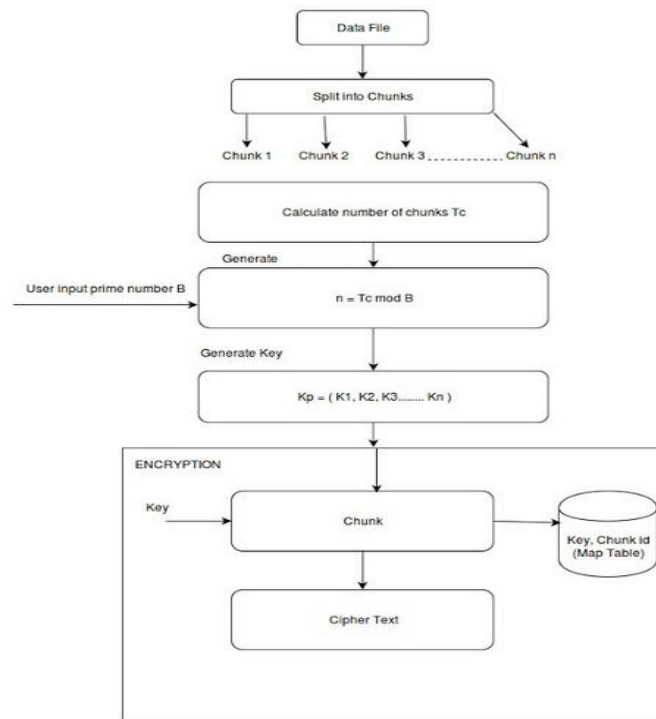 Data File
Split into Chunks
Chunk 1 Chunk 2 Chunk 3 Chunk n
Calculate number of chunks Tc
Generate
User input prime number B
n = Tc mod B
Generate Key
Kp = ( K1, K2, K3........ Kn )
ENCRYPTION
Key
Chunk
Key, Chunk id
(Map Table)
Cipher Text